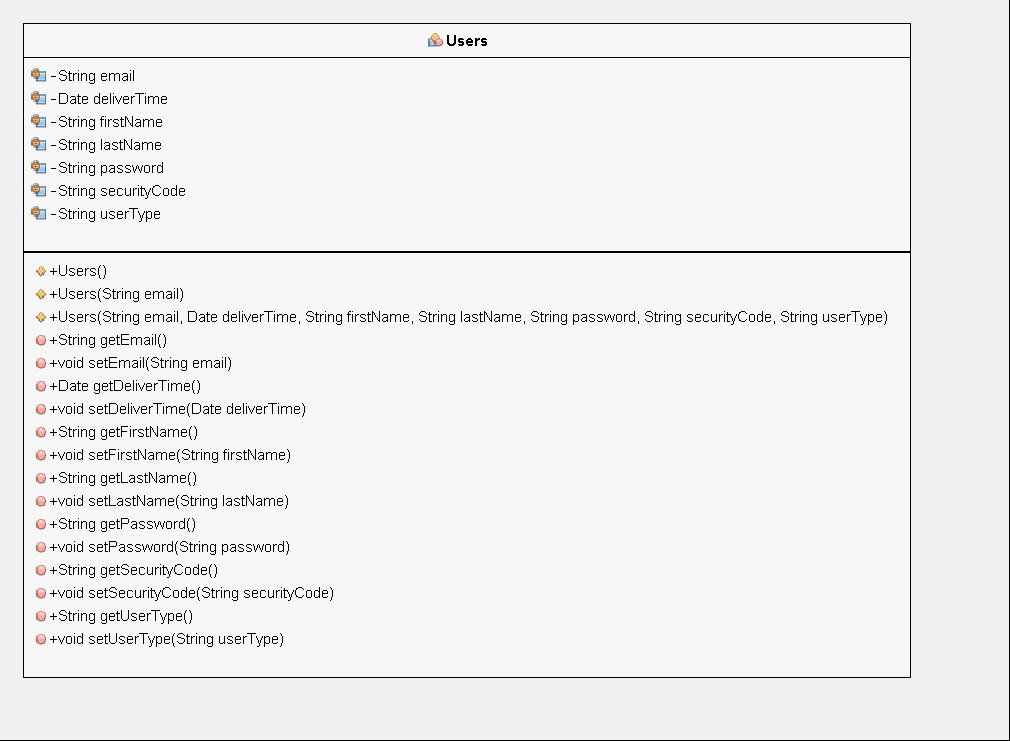 Users
-String email
-Date deliverTime
-String firstName
-String lastName
-String password
-String securityCode
-String userType
+Users()
+Users(String email)
+Users(String email, Date deliverTime, String firstName, String lastName, String password, String securityCode, String userType)
+String getEmail()
+void setEmail(String email)
+Date getDeliverTime()
+void setDeliverTime(Date deliverTime)
+String getFirstName()
+void setFirstName(String firstName)
+String getLastName()
+void setLastName(String lastName)
+String getPassword()
+void setPassword(String password)
+String getSecurityCode()
+void setSecurityCode(String securityCode)
+String getUserType()
+void setUserType(String userType)